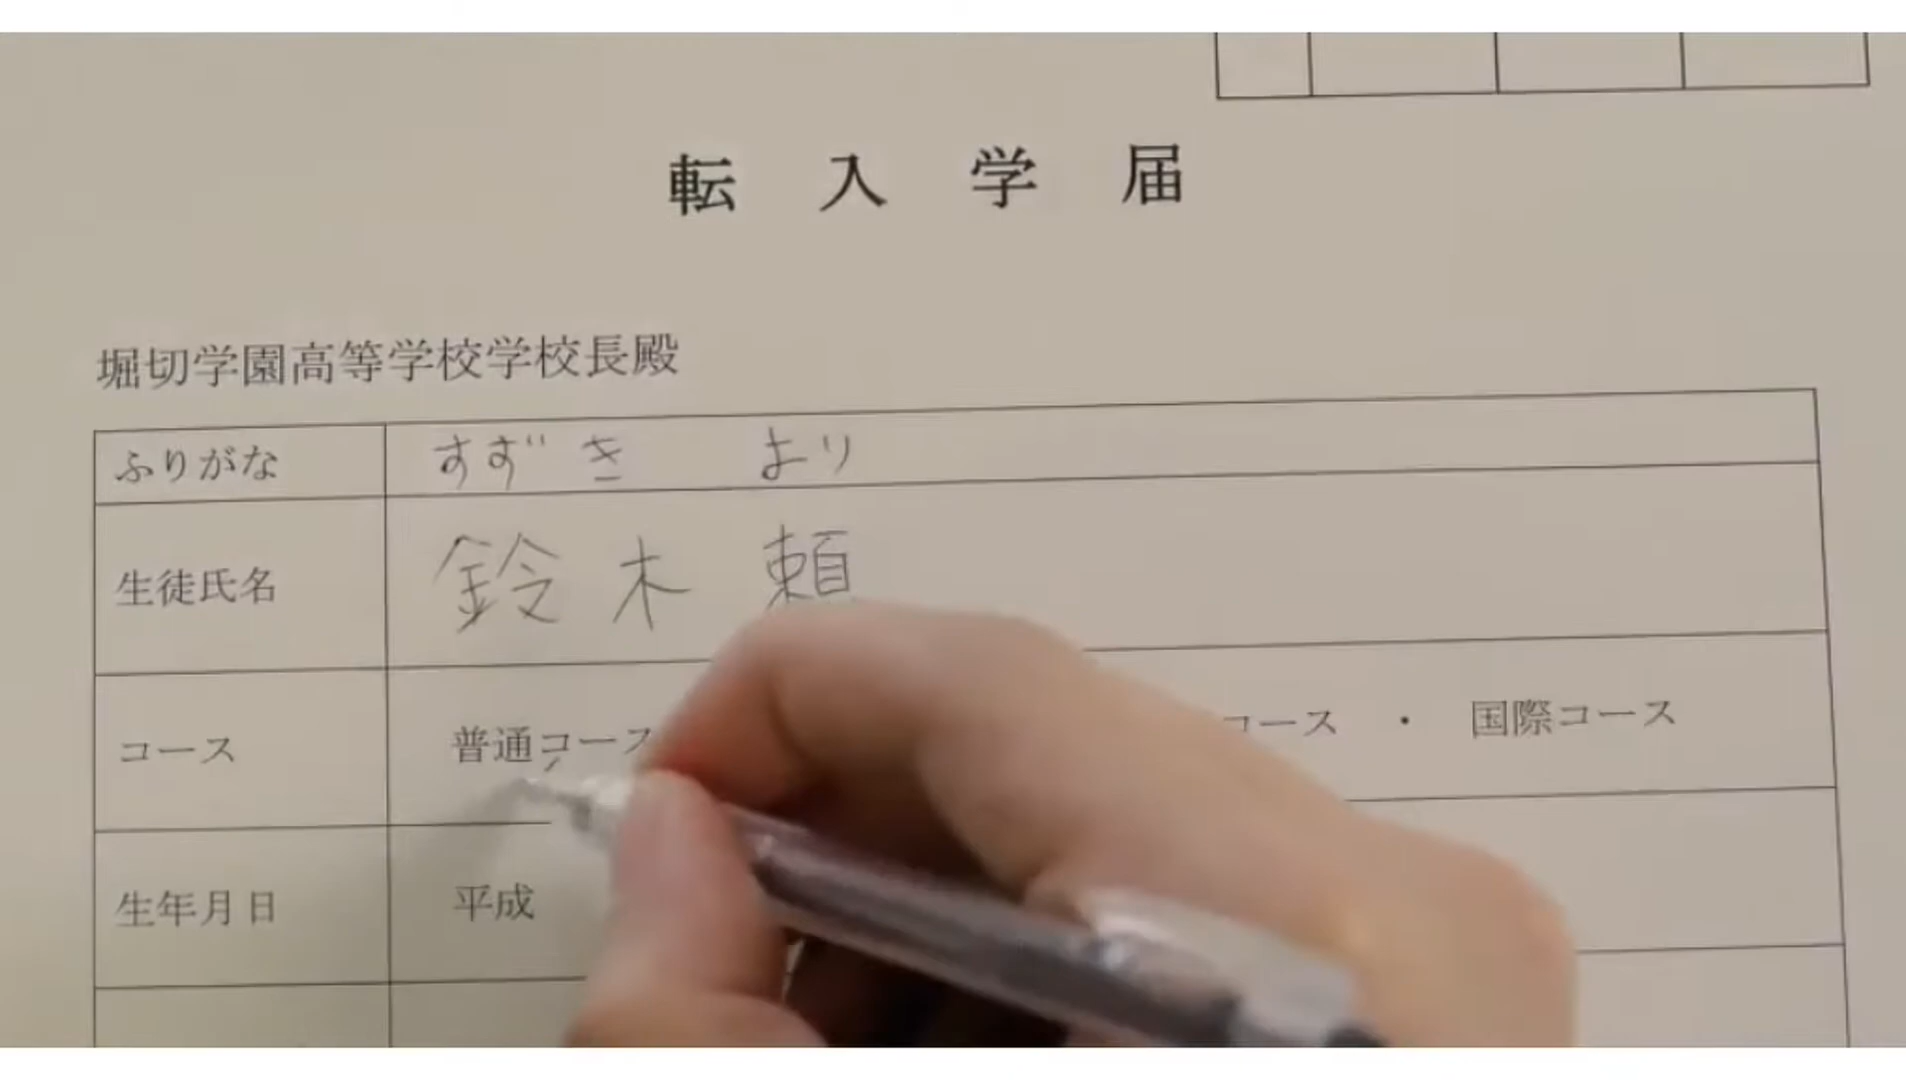 転入学届
堀切学園高等学校学校長殿
ふりがな すずき より
生徒氏名 鈴木 頼
コース 普通コース コース ・ 国際コース
生年月日 平成